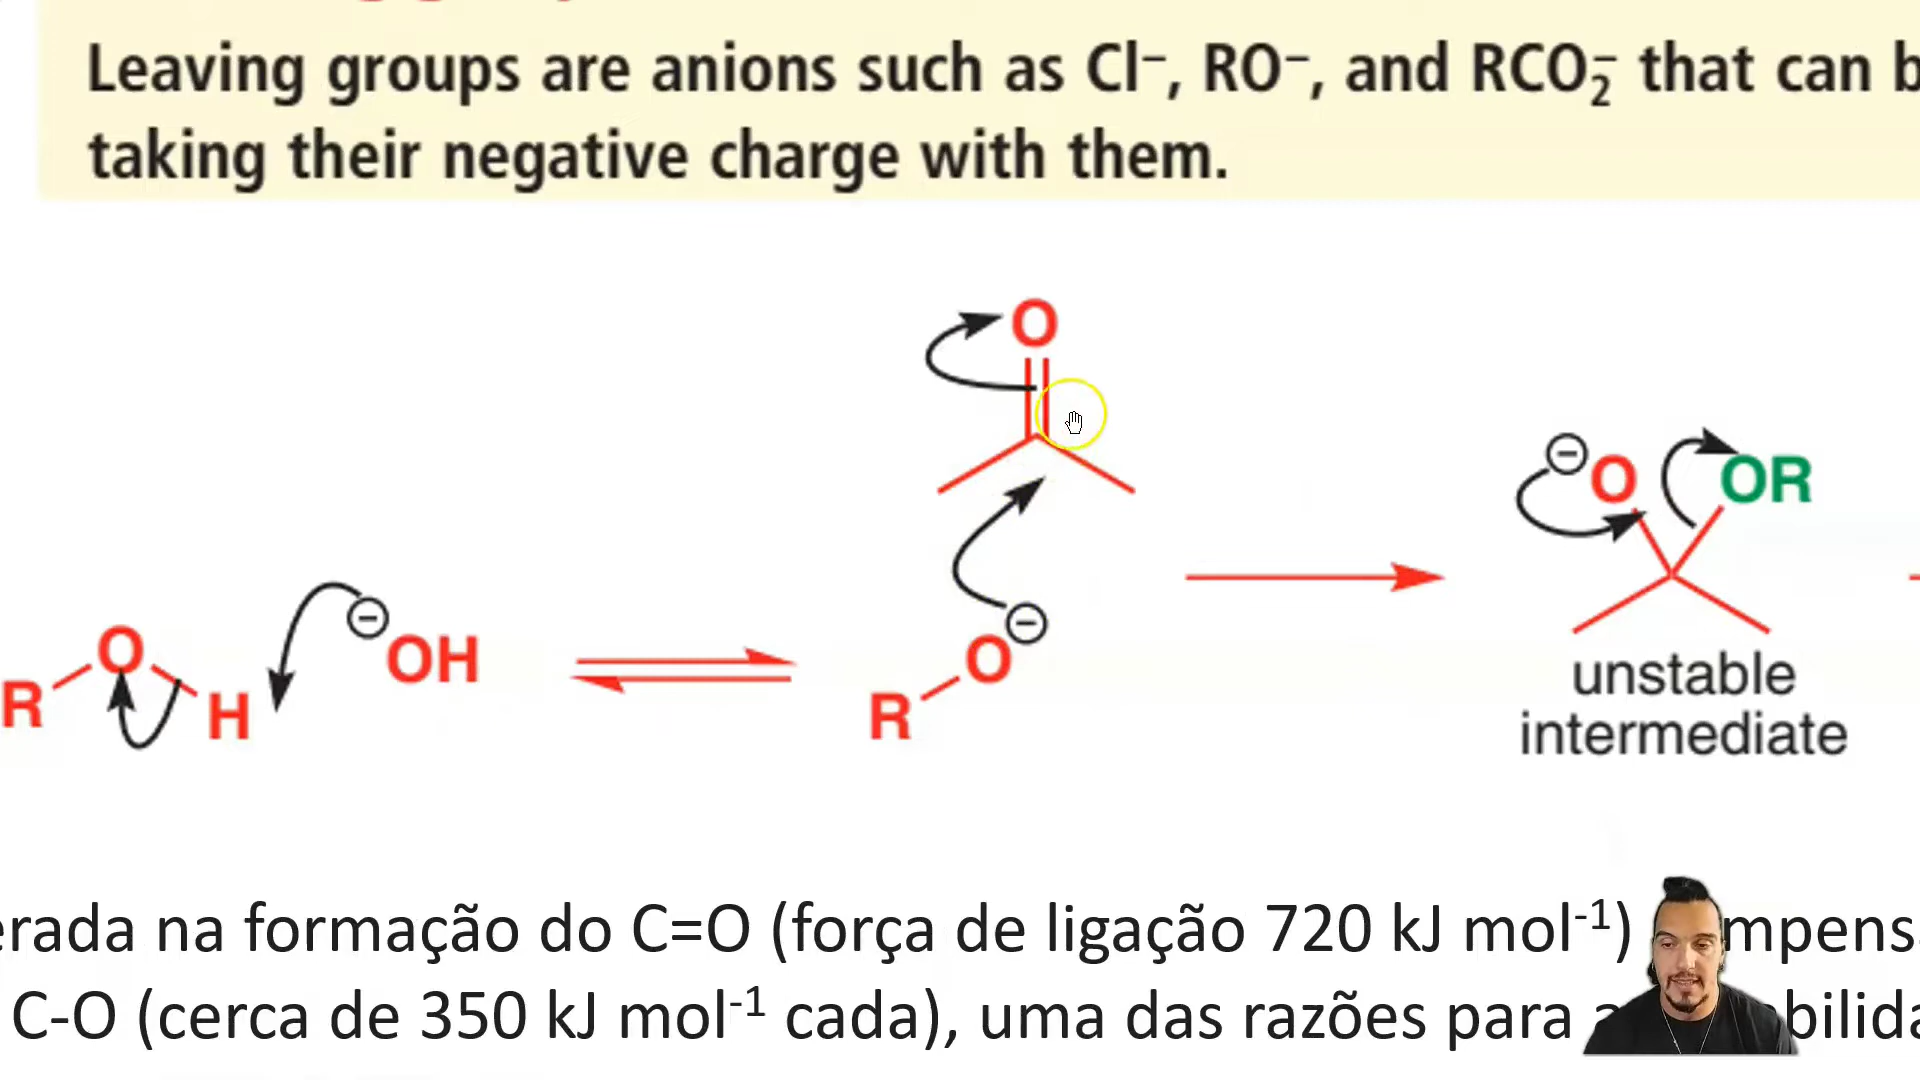 Leaving groups are anions such as Cl⁻, RO⁻, and RCO₂⁻ that can b
taking their negative charge with them.
O
⊖
O
OR
⊖
OH
⊖
O
R
H
O
R
unstable
intermediate
erada na formação do C=O (força de ligação 720 kJ mol⁻¹) mpens
C-O (cerca de 350 kJ mol⁻¹ cada), uma das razões para a bilida